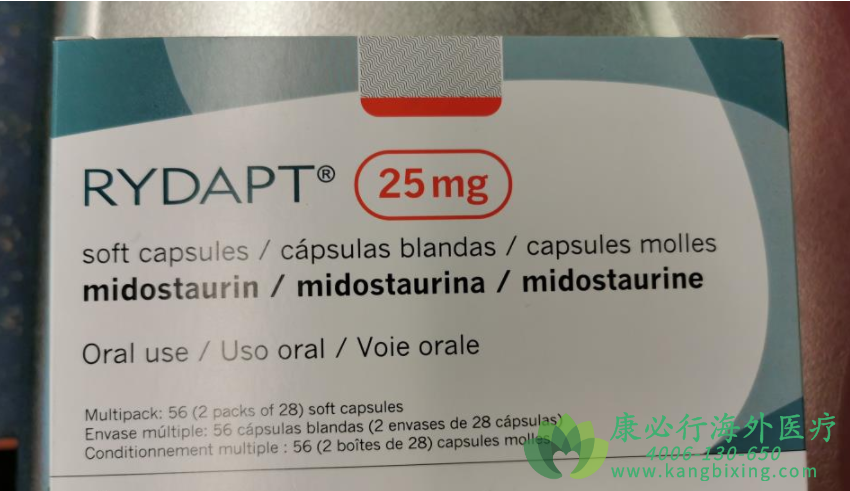 RYDAPT® 25 mg
soft capsules / cápsulas blandas / capsules molles
midostaurin / midostaurina / midostaurine
Oral use / Uso oral / Voie orale
Multipack: 56 (2 packs of 28) soft capsules
Envase múltiple: 56 cápsulas blandas (2 envases de 28 cápsulas)
Conditionnement multiple : 56 (2 boîtes de 28) capsules molles
康必行海外医疗
4006-130-650
www.kangbixing.com